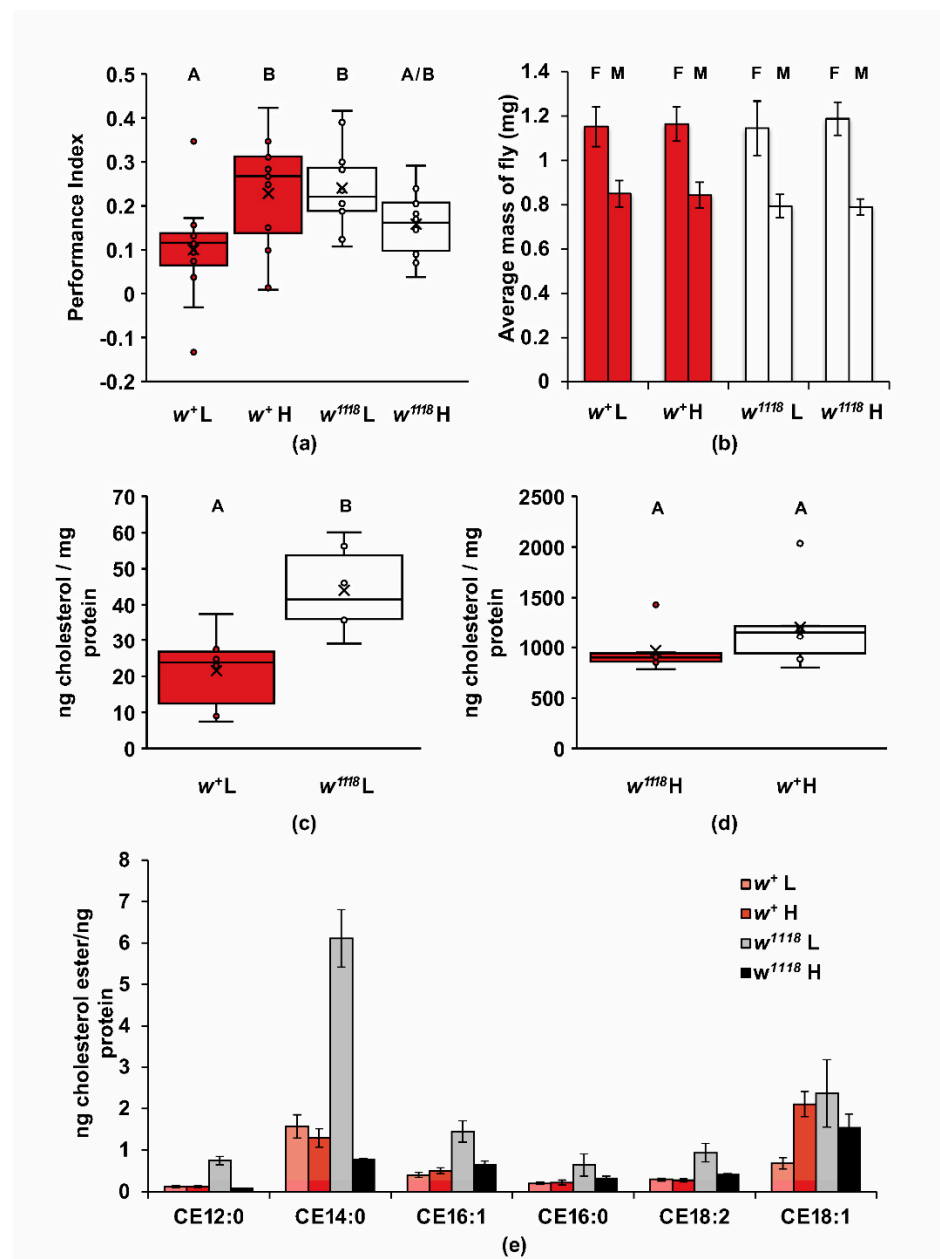 A B B A/B
0.5
0.4
0.3
0.2
0.1
0
-0.1
-0.2
Performance Index
w⁺L w⁺ H w¹¹¹⁸ L w¹¹¹⁸ H
(a)
F M F M F M F M
1.4
1.2
1
0.8
0.6
0.4
0.2
0
Average mass of fly (mg)
w⁺ L w⁺ H w¹¹¹⁸ L w¹¹¹⁸ H
(b)
A B
70
60
50
40
30
20
10
0
ng cholesterol / mg
protein
w⁺L w¹¹¹⁸L
(c)
A A
2500
2000
1500
1000
500
0
ng cholesterol / mg
protein
w¹¹¹⁸H w⁺H
(d)
8
7
6
5
4
3
2
1
0
ng cholesterol ester/ng
protein
w⁺ L
w⁺ H
w¹¹¹⁸ L
w¹¹¹⁸ H
CE12:0 CE14:0 CE16:1 CE16:0 CE18:2 CE18:1
(e)